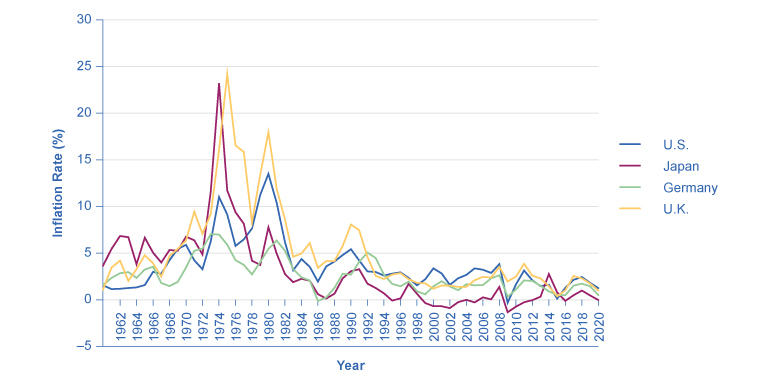 30
25
20
15
10
5
0
–5
Inflation Rate (%)
1962 1964 1966 1968 1970 1972 1974 1976 1978 1980 1982 1984 1986 1988 1990 1992 1994 1996 1998 2000 2002 2004 2006 2008 2010 2012 2014 2016 2018 2020
Year
U.S.
Japan
Germany
U.K.